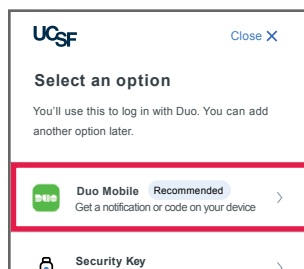 UCSF
Close X
Select an option
You'll use this to log in with Duo. You can add
another option later.
DUO
Duo Mobile Recommended
Get a notification or code on your device
Security Key